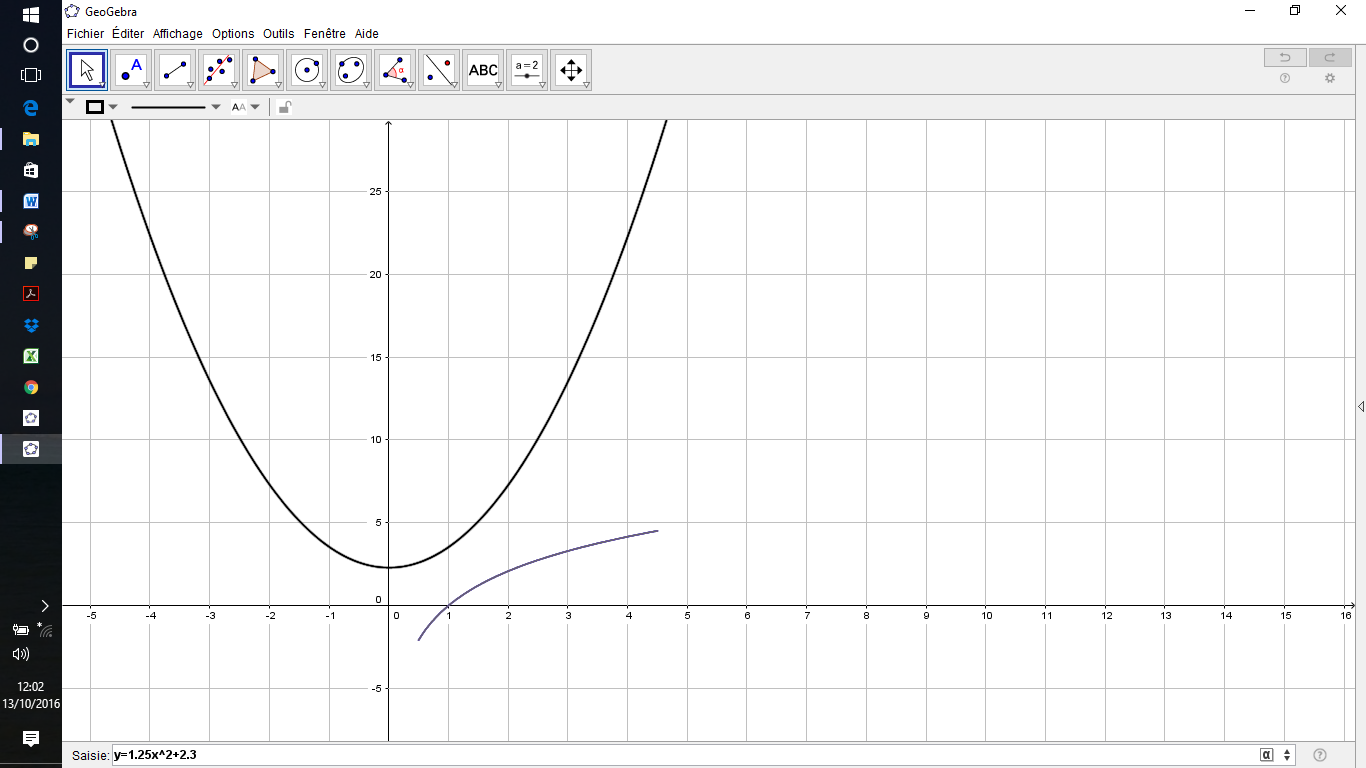 GeoGebra
Fichier Éditer Affichage Options Outils Fenêtre Aide
A
α
ABC
a=2
AA
25
20
15
10
5
0
-5 -4 -3 -2 -1 0 1 2 3 4 5 6 7 8 9 10 11 12 13 14 15 16
-5
12:02
13/10/2016
Saisie: y=1.25x^2+2.3
α